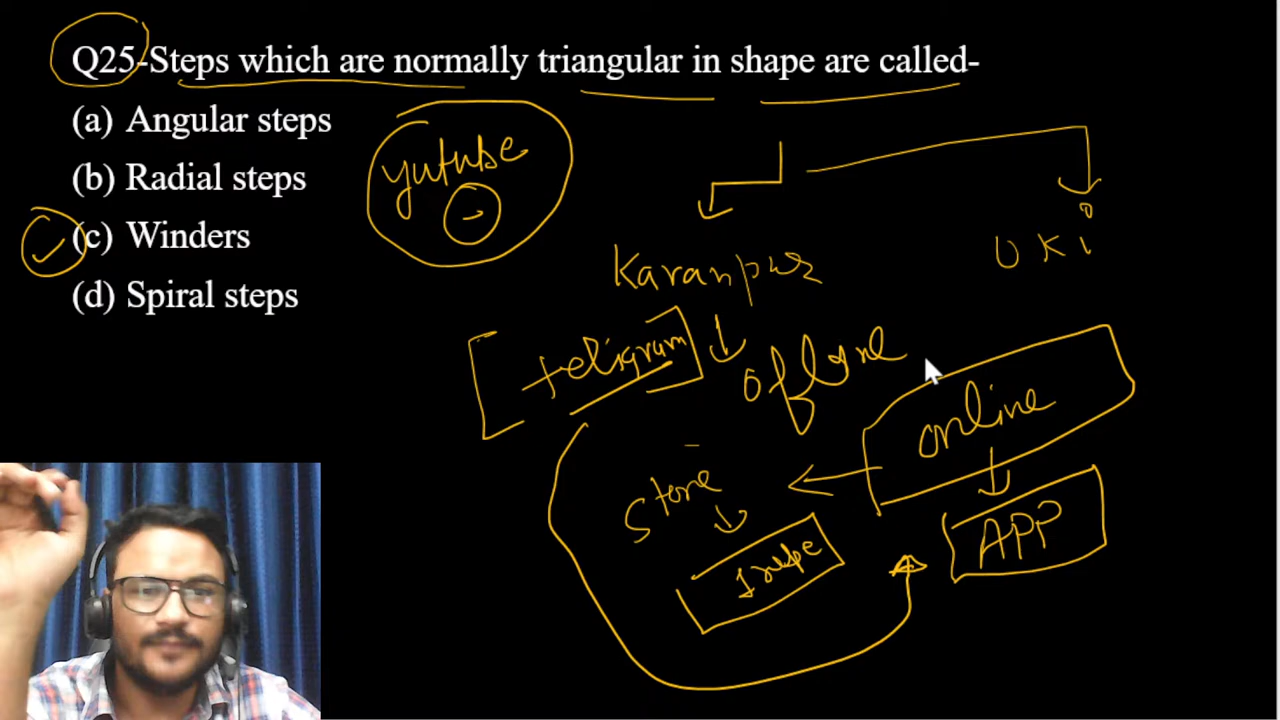 Q25-Steps which are normally triangular in shape are called-
(a) Angular steps
(b) Radial steps
(c) Winders
(d) Spiral steps
yutube
Karanpur
UKI
teligram
offline
online
Store
APP